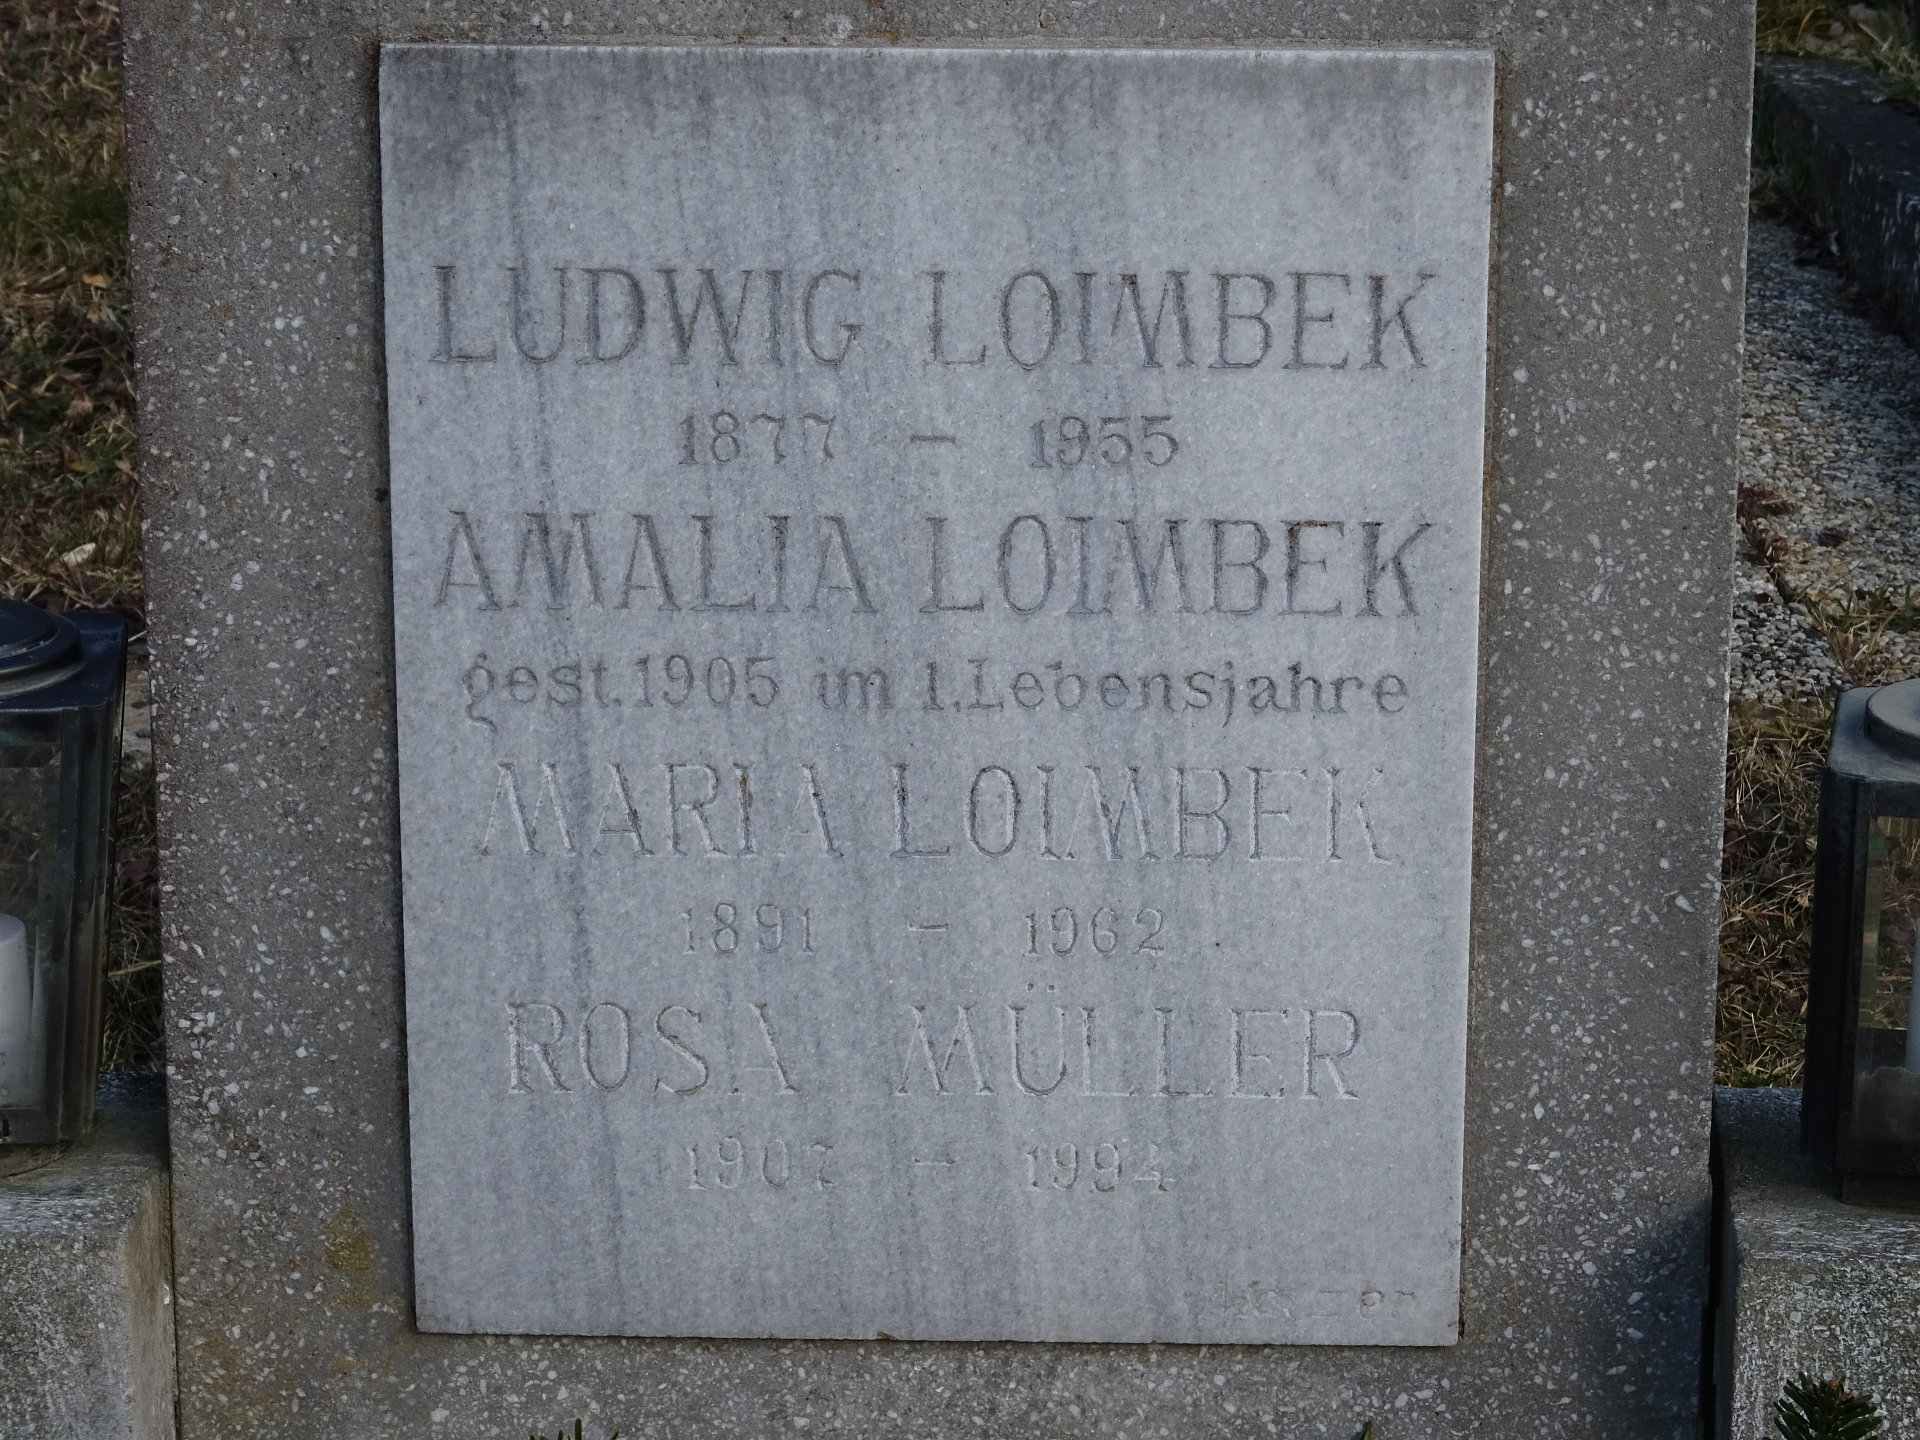 LUDWIG LOIMBEK
1877 - 1955
AMALIA LOIMBEK
gest. 1905 im 1. Lebensjahre
MARIA LOIMBEK
1891 - 1962
ROSA MÜLLER
1907 - 1994